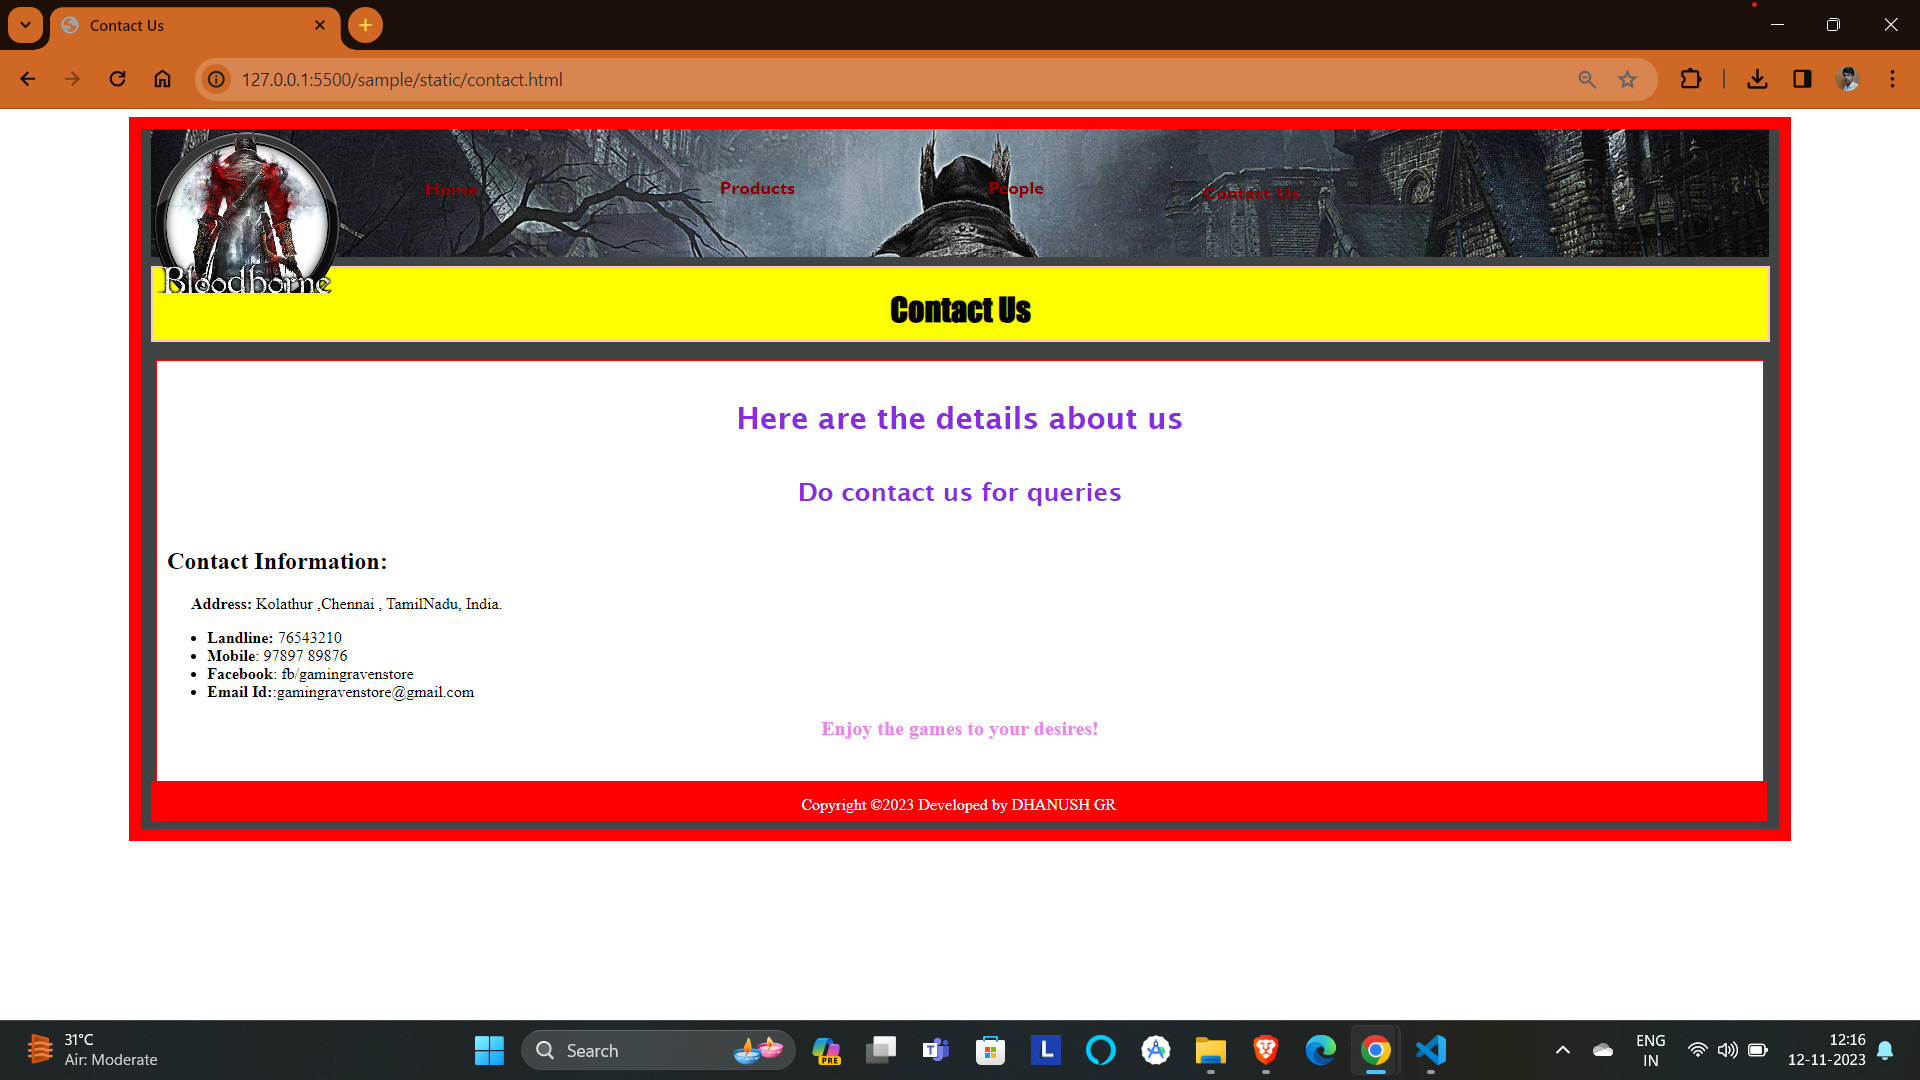 Contact Us
127.0.0.1:5500/sample/static/contact.html
Home Products People Contact Us
Bloodborne
Contact Us
Here are the details about us
Do contact us for queries
Contact Information:
Address: Kolathur ,Chennai , TamilNadu, India.
Landline: 76543210
Mobile: 97897 89876
Facebook: fb/gamingravenstore
Email Id::gamingravenstore@gmail.com
Enjoy the games to your desires!
Copyright ©2023 Developed by DHANUSH GR
31°C
Air: Moderate
Search
PRE
T
L
ENG
IN
12:16
12-11-2023